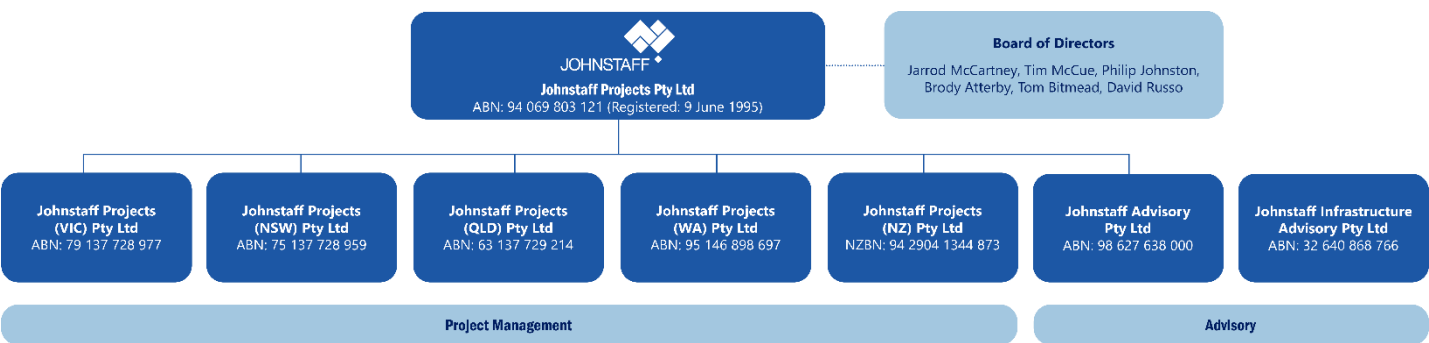 JOHNSTAFF
Johnstaff Projects Pty Ltd
ABN: 94 069 803 121 (Registered: 9 June 1995)
Board of Directors
Jarrod McCartney, Tim McCue, Philip Johnston,
Brody Atterby, Tom Bitmead, David Russo
Johnstaff Projects
(VIC) Pty Ltd
ABN: 79 137 728 977
Johnstaff Projects
(NSW) Pty Ltd
ABN: 75 137 728 959
Johnstaff Projects
(QLD) Pty Ltd
ABN: 63 137 729 214
Johnstaff Projects
(WA) Pty Ltd
ABN: 95 146 898 697
Johnstaff Projects
(NZ) Pty Ltd
NZBN: 94 2904 1344 873
Johnstaff Advisory
Pty Ltd
ABN: 98 627 638 000
Johnstaff Infrastructure
Advisory Pty Ltd
ABN: 32 640 868 766
Project Management
Advisory